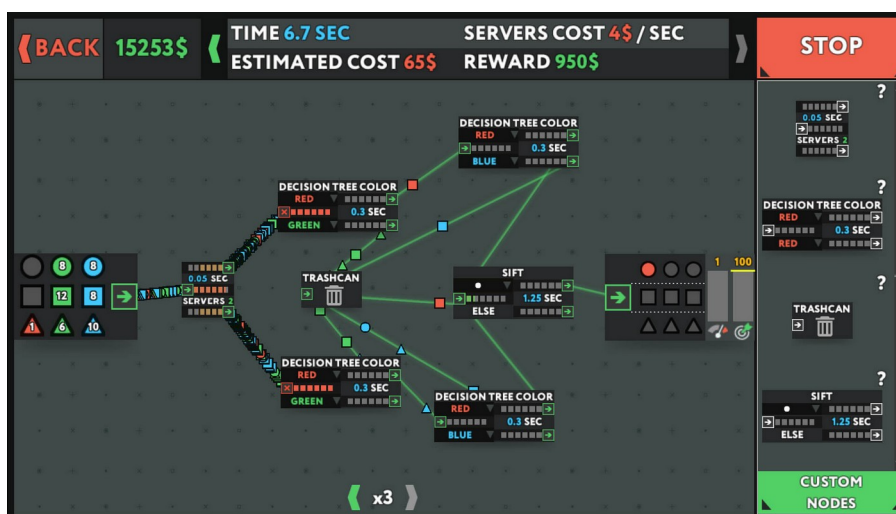 BACK
15253$
TIME 6.7 SEC
SERVERS COST 4$ / SEC
ESTIMATED COST 65$
REWARD 950$
STOP
?
0.05 SEC
SERVERS 2
?
DECISION TREE COLOR
RED
0.3 SEC
RED
?
TRASHCAN
?
SIFT
1.25 SEC
ELSE
CUSTOM
NODES
DECISION TREE COLOR
RED
0.3 SEC
BLUE
DECISION TREE COLOR
RED
0.3 SEC
GREEN
8
8
12
8
1
6
10
0.05 SEC
SERVERS 2
TRASHCAN
SIFT
1.25 SEC
ELSE
1
100
DECISION TREE COLOR
RED
0.3 SEC
GREEN
DECISION TREE COLOR
RED
0.3 SEC
BLUE
x3